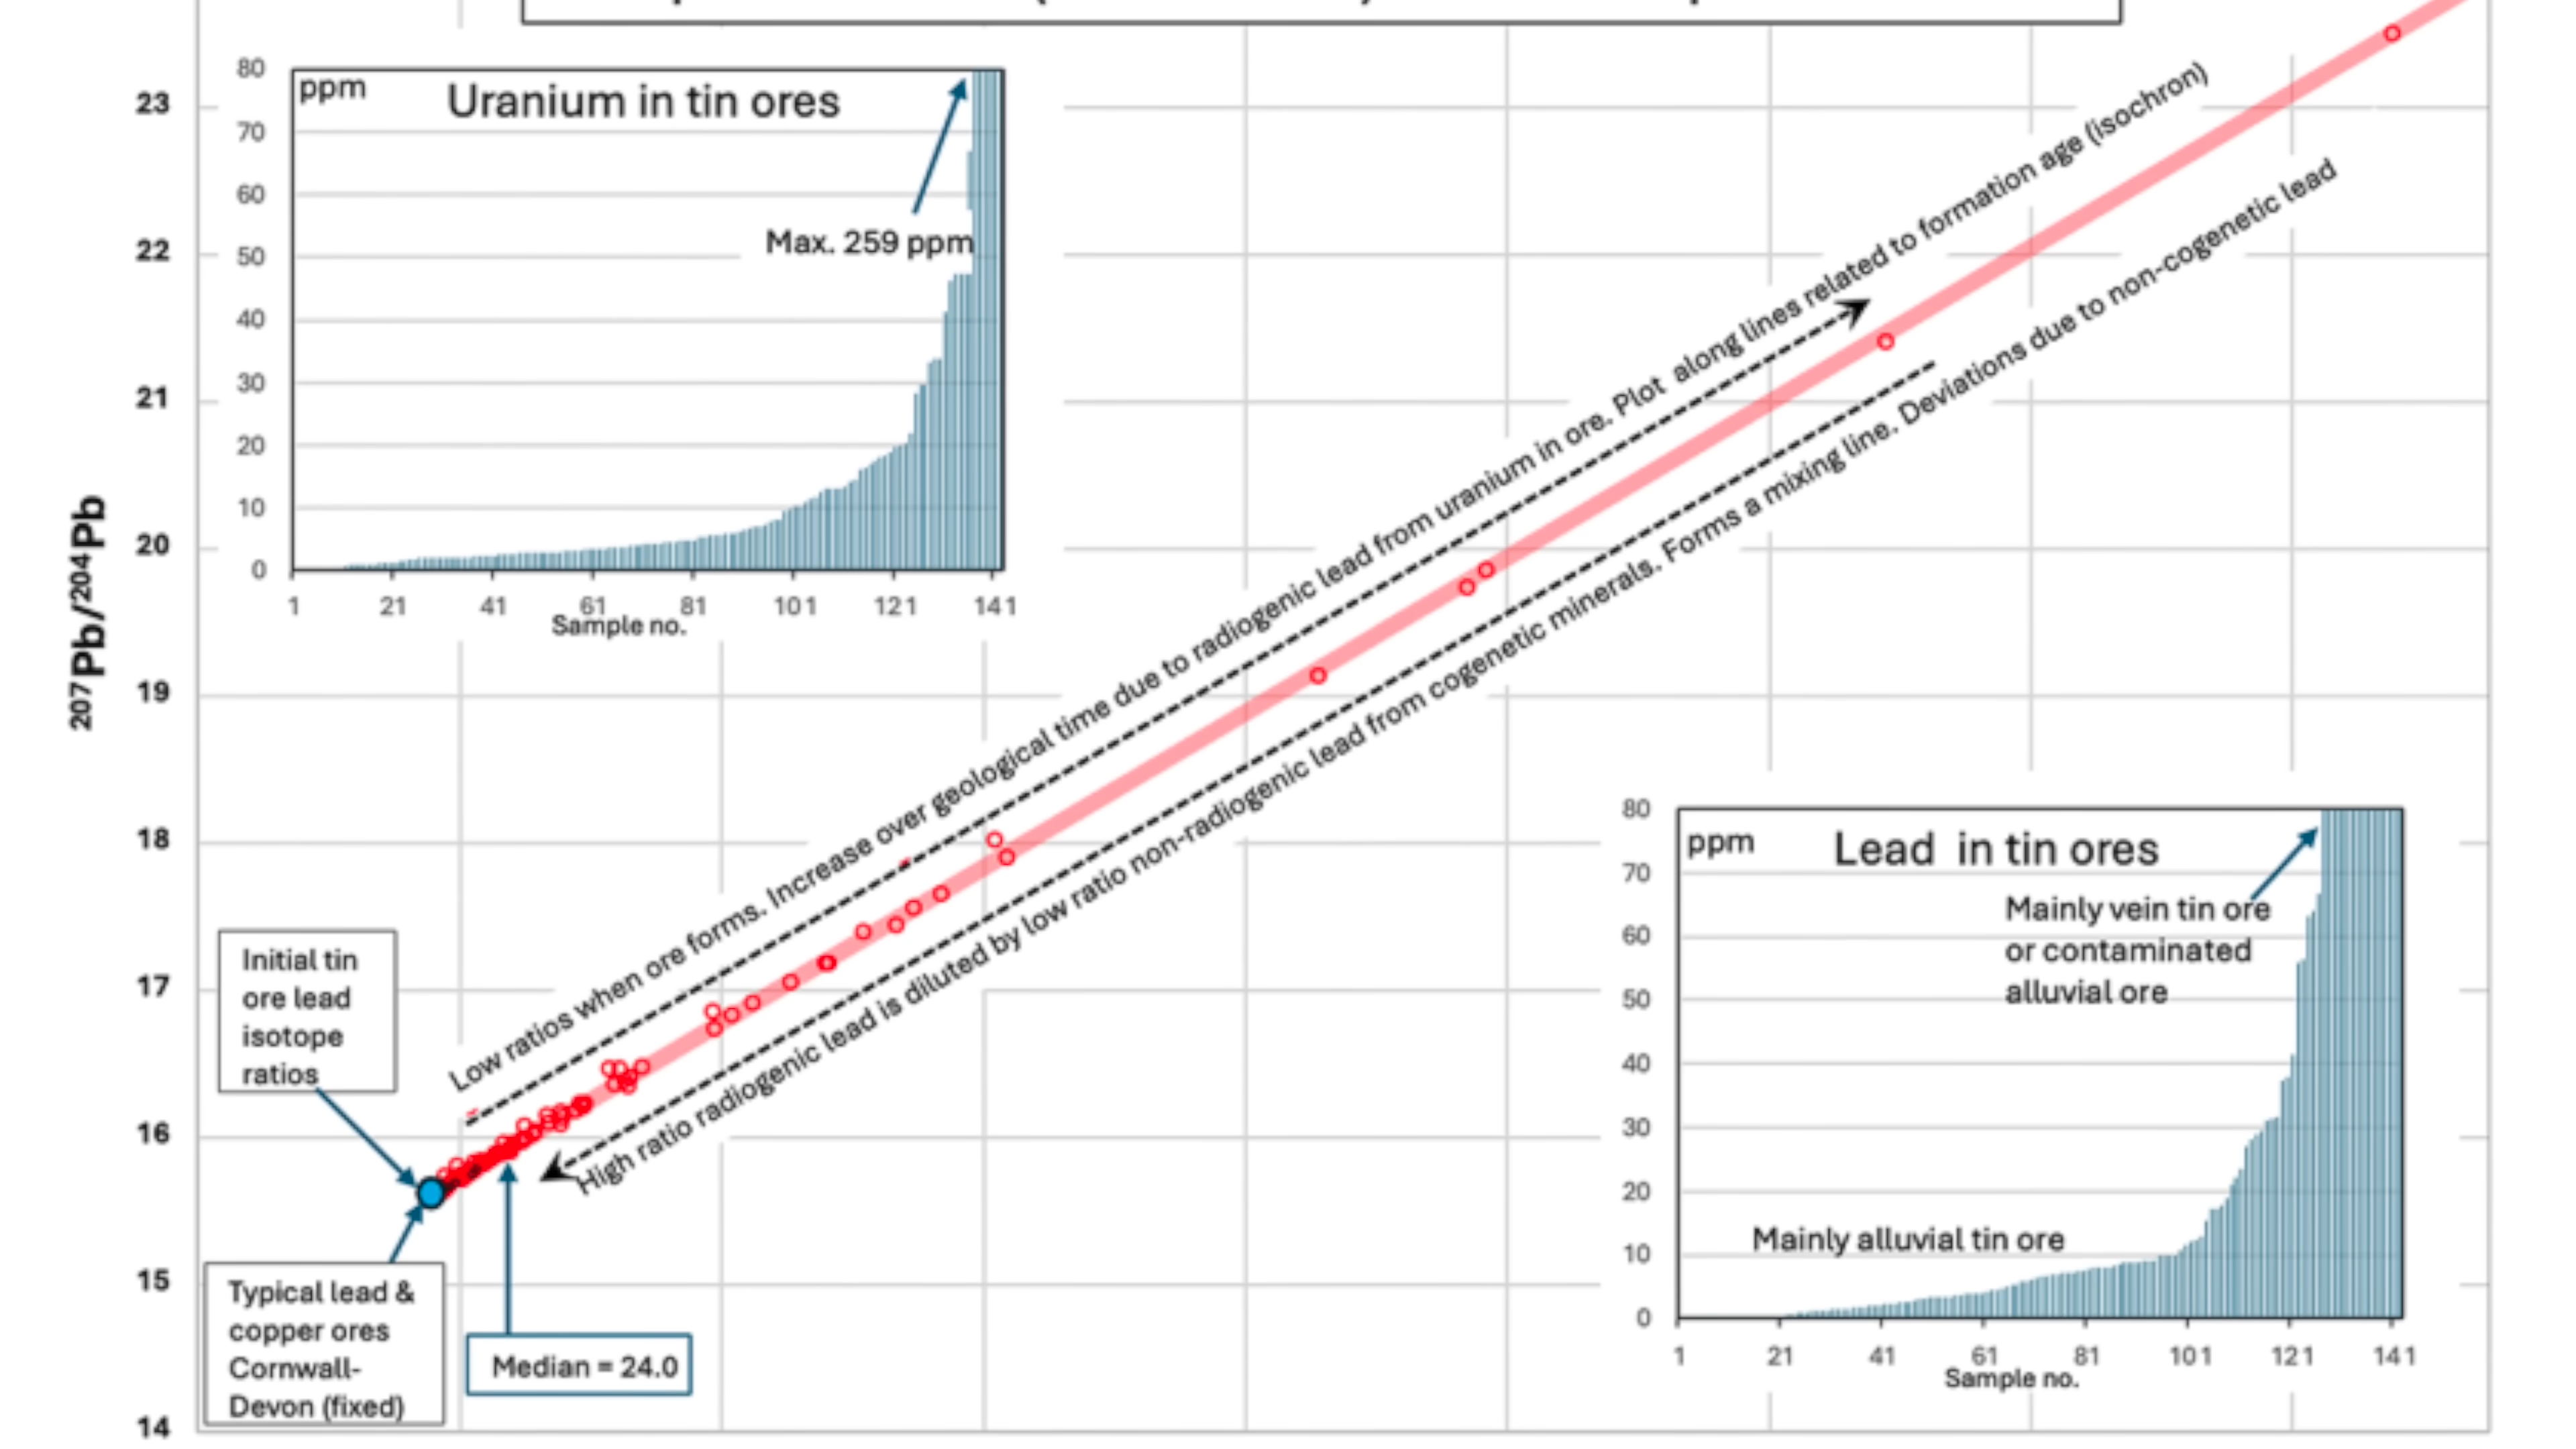 80
ppm
Uranium in tin ores
70
60
50
40
30
20
10
0
Max. 259 ppm
1 21 41 61 81 101 121 141
Sample no.
23
22
21
20
19
18
17
16
15
14
²⁰⁷Pb/²⁰⁴Pb
Low ratios when ore forms. Increase over geological time due to radiogenic lead from uranium in ore. Plot along lines related to formation age (isochron)
High ratio radiogenic lead is diluted by low ratio non-radiogenic lead from cogenetic minerals. Forms a mixing line. Deviations due to non-cogenetic lead
Initial tin
ore lead
isotope
ratios
Typical lead &
copper ores
Cornwall-
Devon (fixed)
Median = 24.0
80
ppm
Lead in tin ores
70
60
50
40
30
20
10
0
Mainly vein tin ore
or contaminated
alluvial ore
Mainly alluvial tin ore
1 21 41 61 81 101 121 141
Sample no.